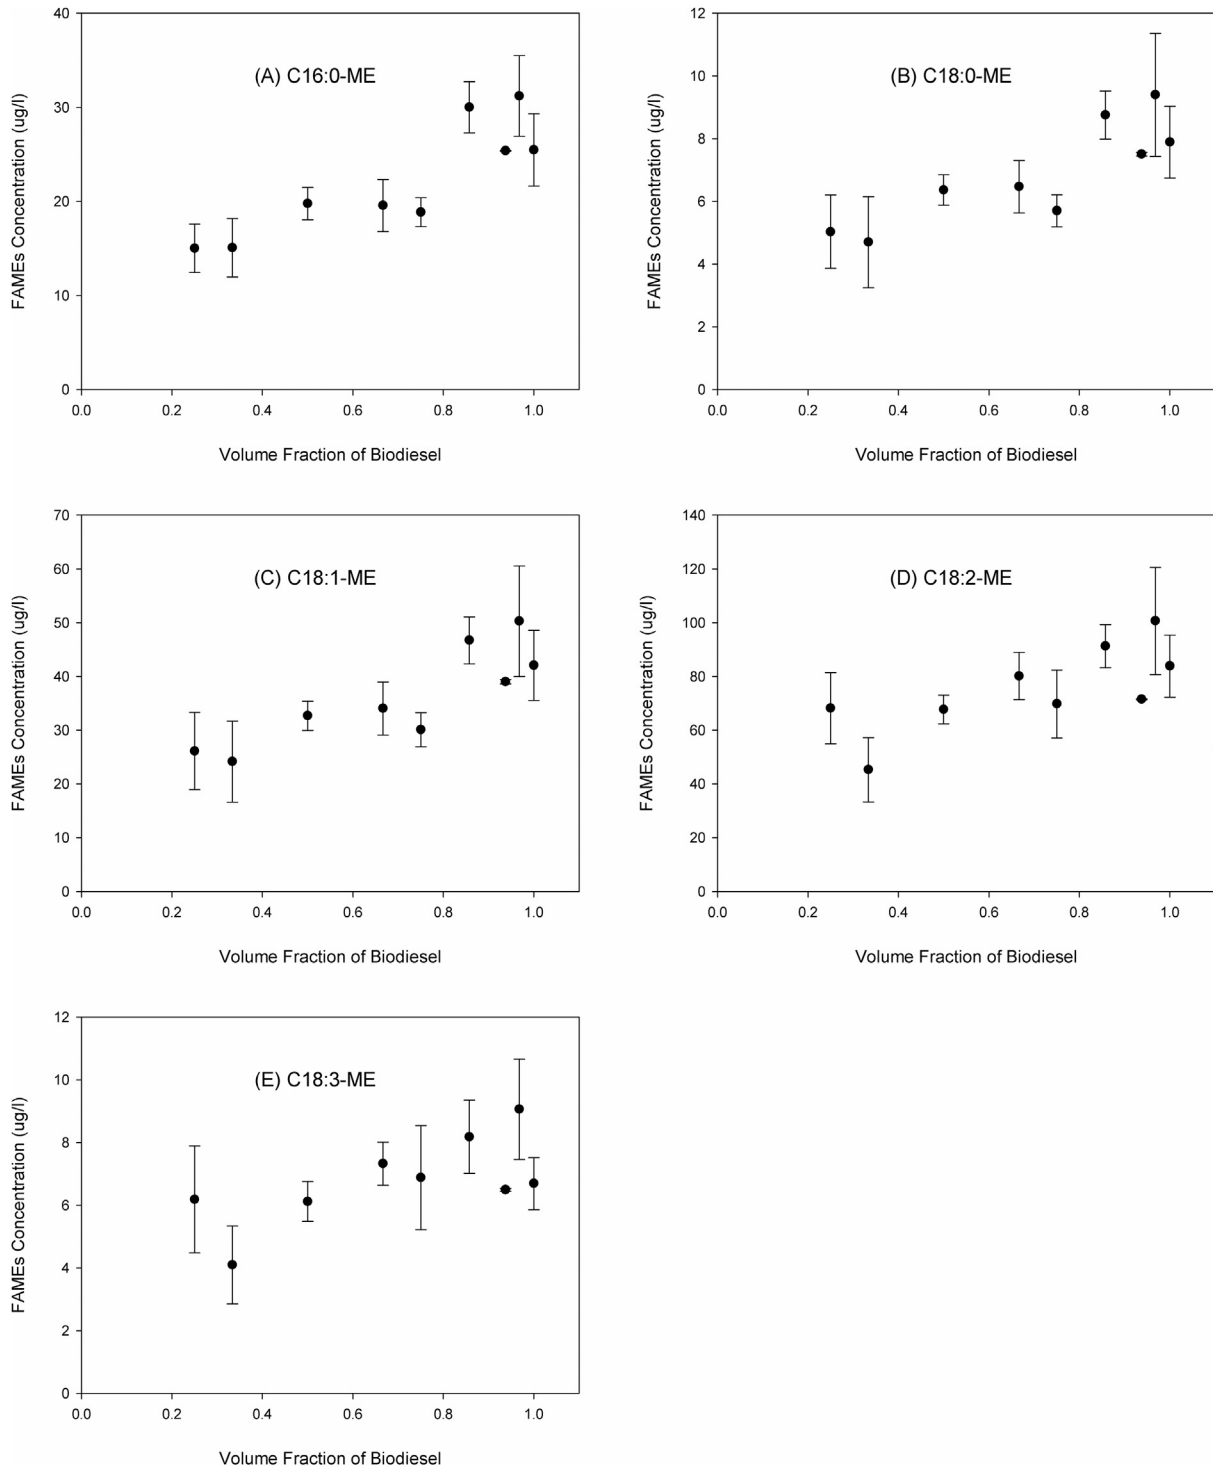 (A) C16:0-ME
FAMEs Concentration (ug/l)
40
30
20
10
0
0.0 0.2 0.4 0.6 0.8 1.0
Volume Fraction of Biodiesel
(B) C18:0-ME
FAMEs Concentration (ug/l)
12
10
8
6
4
2
0
0.0 0.2 0.4 0.6 0.8 1.0
Volume Fraction of Biodiesel
(C) C18:1-ME
FAMEs Concentration (ug/l)
70
60
50
40
30
20
10
0
0.0 0.2 0.4 0.6 0.8 1.0
Volume Fraction of Biodiesel
(D) C18:2-ME
FAMEs Concentration (ug/l)
140
120
100
80
60
40
20
0
0.0 0.2 0.4 0.6 0.8 1.0
Volume Fraction of Biodiesel
(E) C18:3-ME
FAMEs Concentration (ug/l)
12
10
8
6
4
2
0
0.0 0.2 0.4 0.6 0.8 1.0
Volume Fraction of Biodiesel